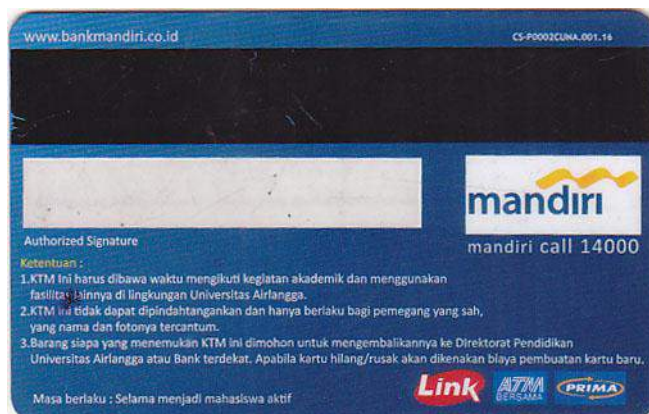 www.bankmandiri.co.id CS-P0002CUNA.001.16
mandiri
Authorized Signature
mandiri call 14000
Ketentuan :
1.KTM Ini harus dibawa waktu mengikuti kegiatan akademik dan menggunakan
fasilitas lainnya di lingkungan Universitas Airlangga.
2.KTM ini tidak dapat dipindahtangankan dan hanya berlaku bagi pemegang yang sah,
yang nama dan fotonya tercantum.
3.Barang siapa yang menemukan KTM ini dimohon untuk mengembalikannya ke Direktorat Pendidikan
Universitas Airlangga atau Bank terdekat. Apabila kartu hilang/rusak akan dikenakan biaya pembuatan kartu baru.
Masa berlaku : Selama menjadi mahasiswa aktif
Link
ATM
BERSAMA
PRIMA